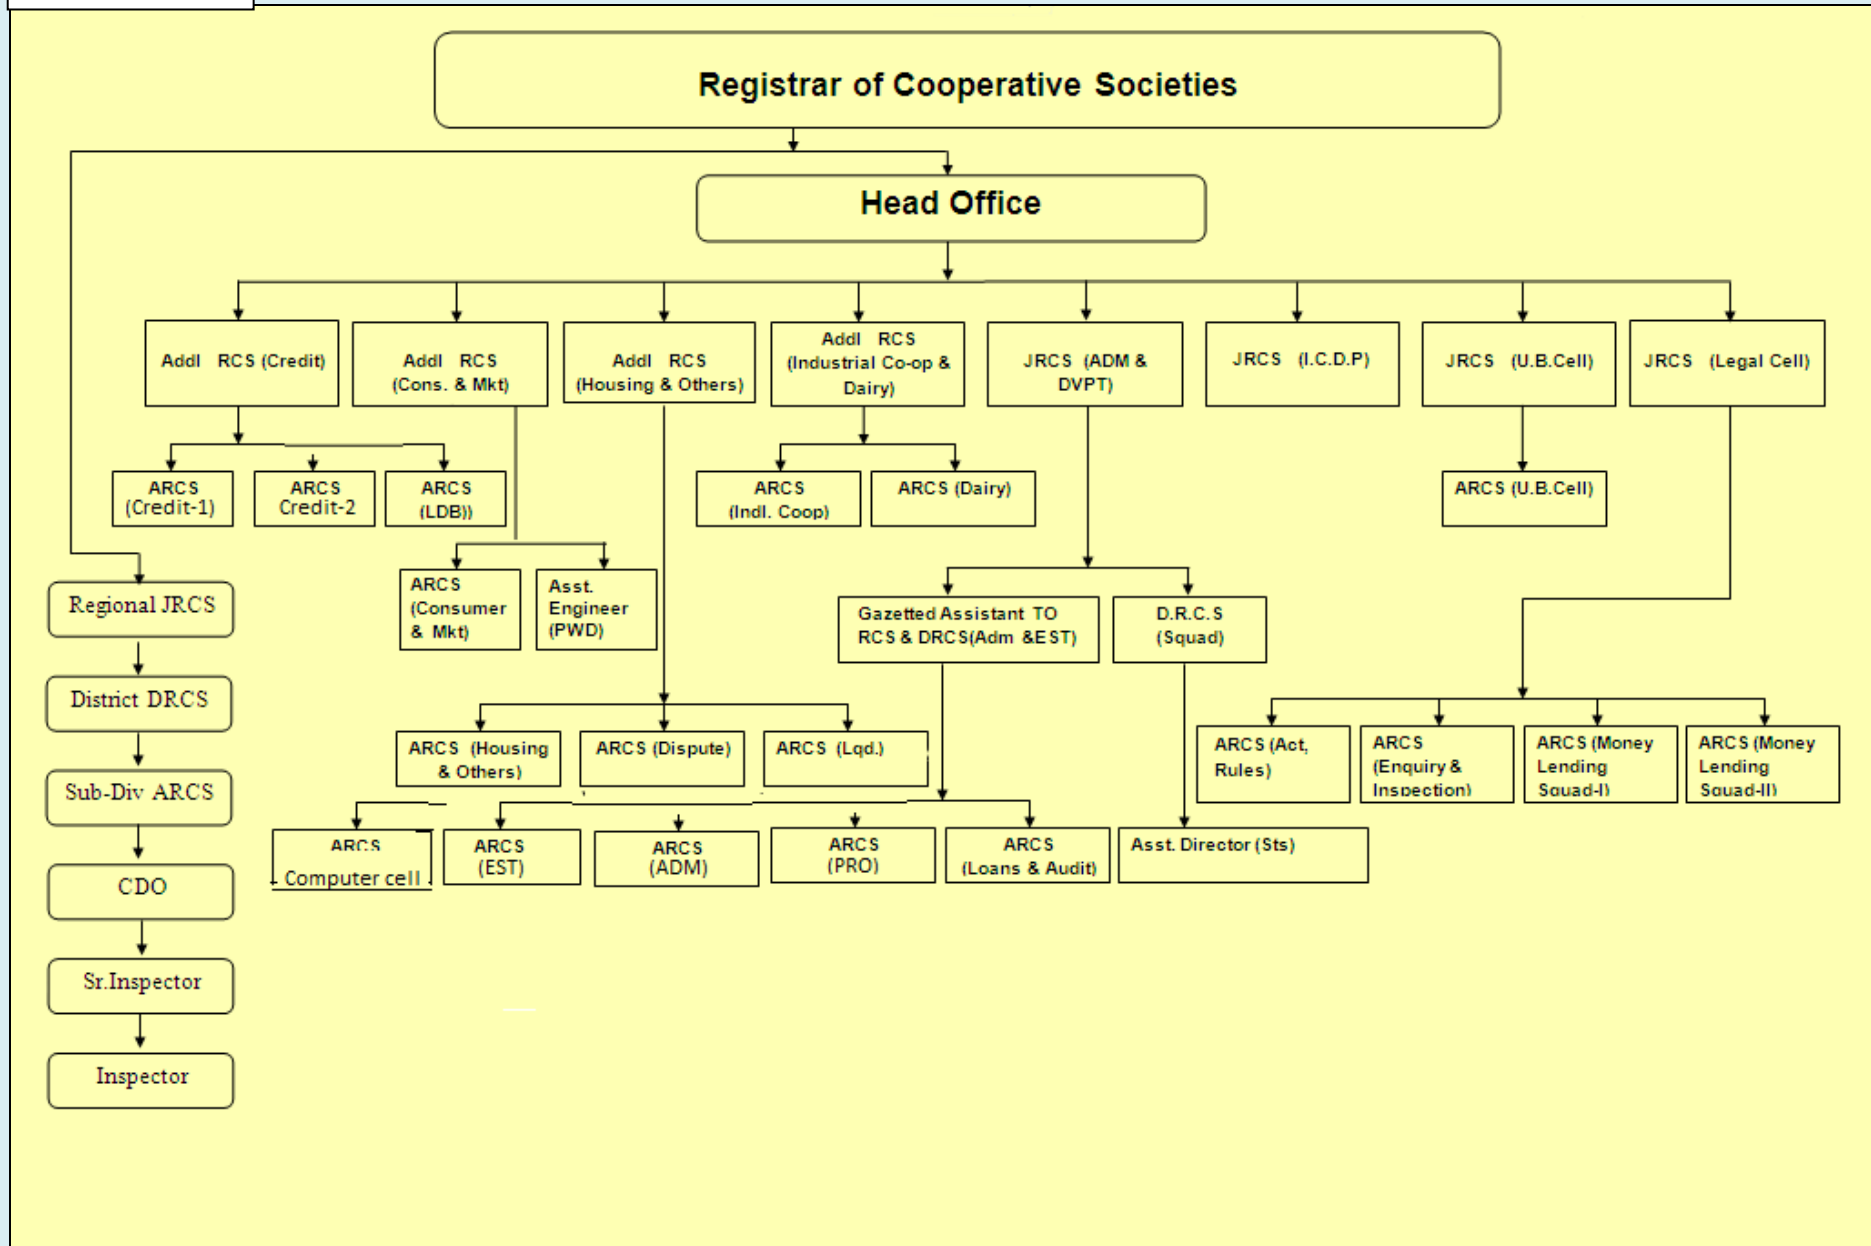 Registrar of Cooperative Societies
Head Office
Addl RCS (Credit)
Addl RCS
(Cons. & Mkt)
Addl RCS
(Housing & Others)
Addl RCS
(Industrial Co-op &
Dairy)
JRCS (ADM &
DVPT)
JRCS (I.C.D.P)
JRCS (U.B.Cell)
JRCS (Legal Cell)
ARCS
(Credit-1)
ARCS
Credit-2
ARCS
(LDB))
ARCS
(Indl. Coop)
ARCS (Dairy)
ARCS (U.B.Cell)
ARCS
(Consumer
& Mkt)
Asst.
Engineer
(PWD)
Gazetted Assistant TO
RCS & DRCS(Adm &EST)
D.R.C.S
(Squad)
ARCS (Housing
& Others)
ARCS (Dispute)
ARCS (Lqd.)
ARCS (Act,
Rules)
ARCS
(Enquiry &
Inspection)
ARCS (Money
Lending
Squad-I)
ARCS (Money
Lending
Squad-II)
ARCS
Computer cell
ARCS
(EST)
ARCS
(ADM)
ARCS
(PRO)
ARCS
(Loans & Audit)
Asst. Director (Sts)
Regional JRCS
District DRCS
Sub-Div ARCS
CDO
Sr.Inspector
Inspector